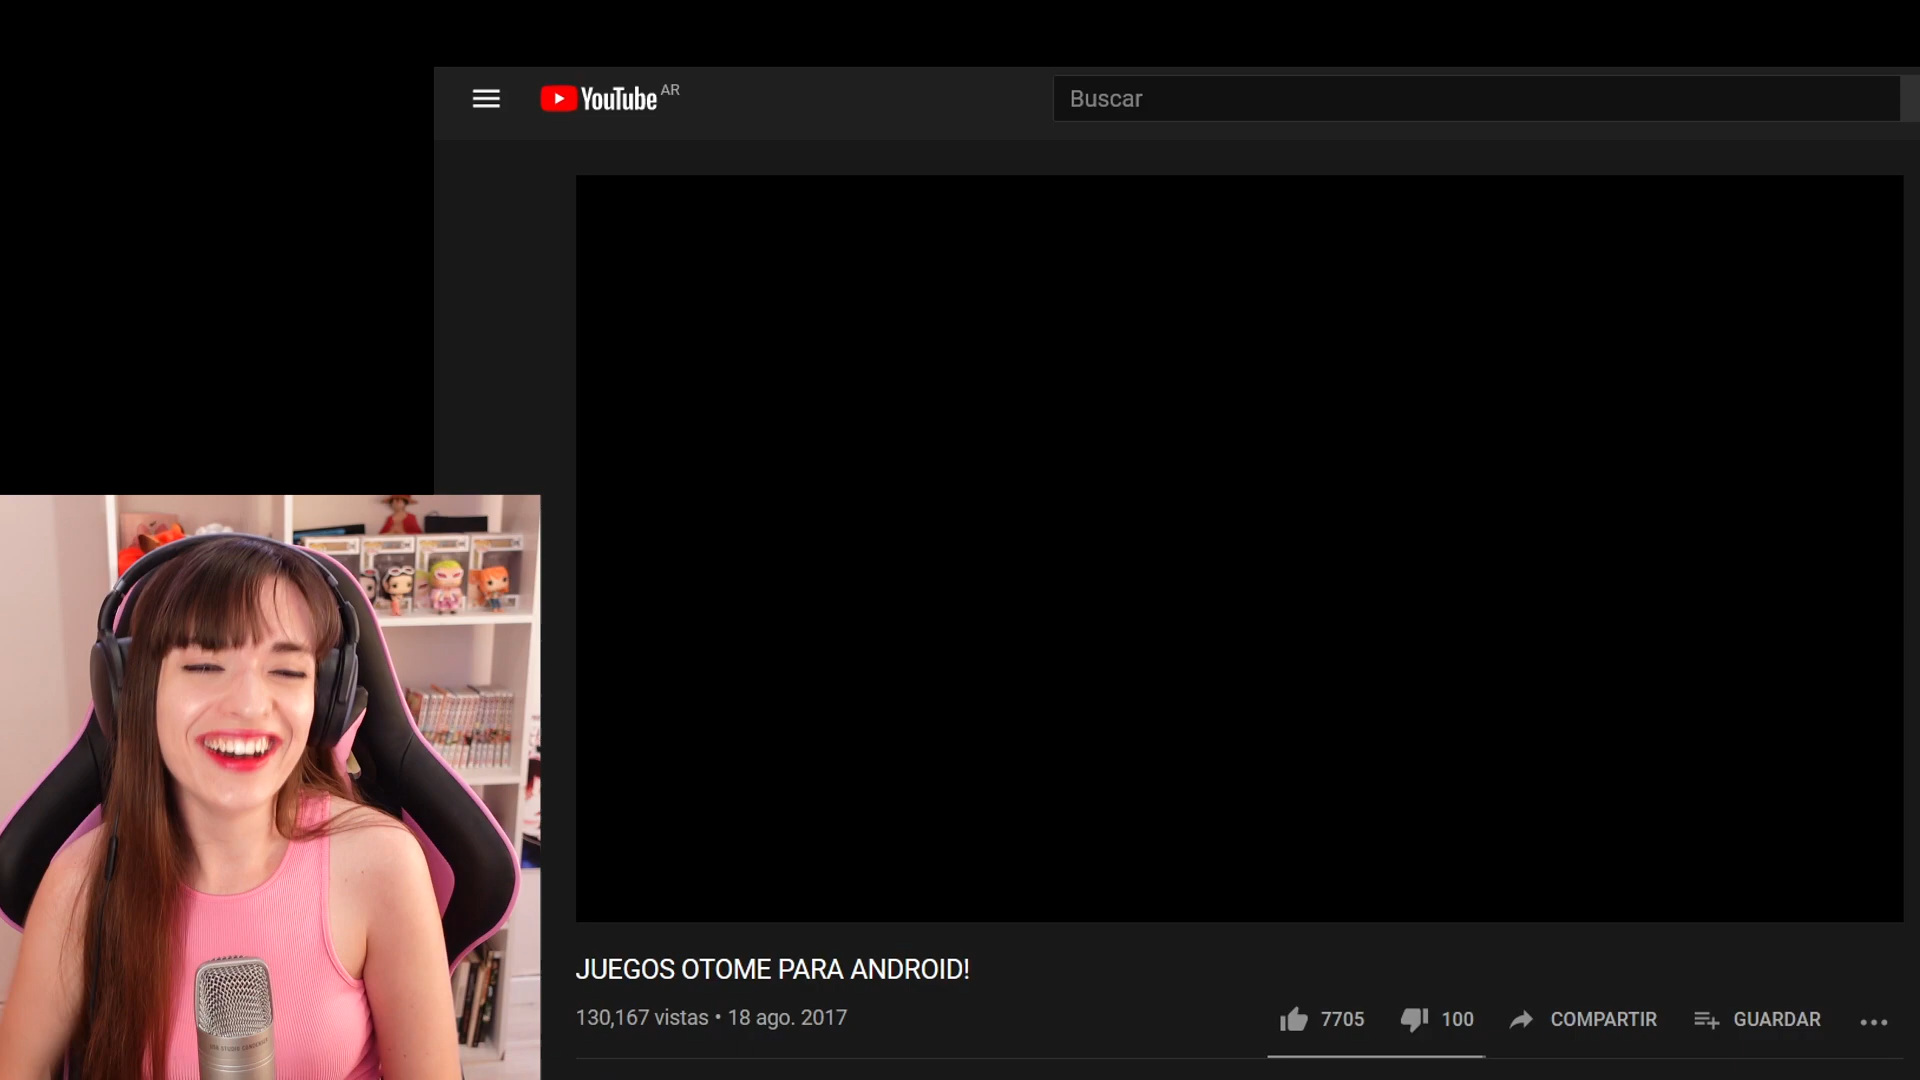 YouTube AR
Buscar
JUEGOS OTOME PARA ANDROID!
130,167 vistas • 18 ago. 2017
7705
100
COMPARTIR
GUARDAR